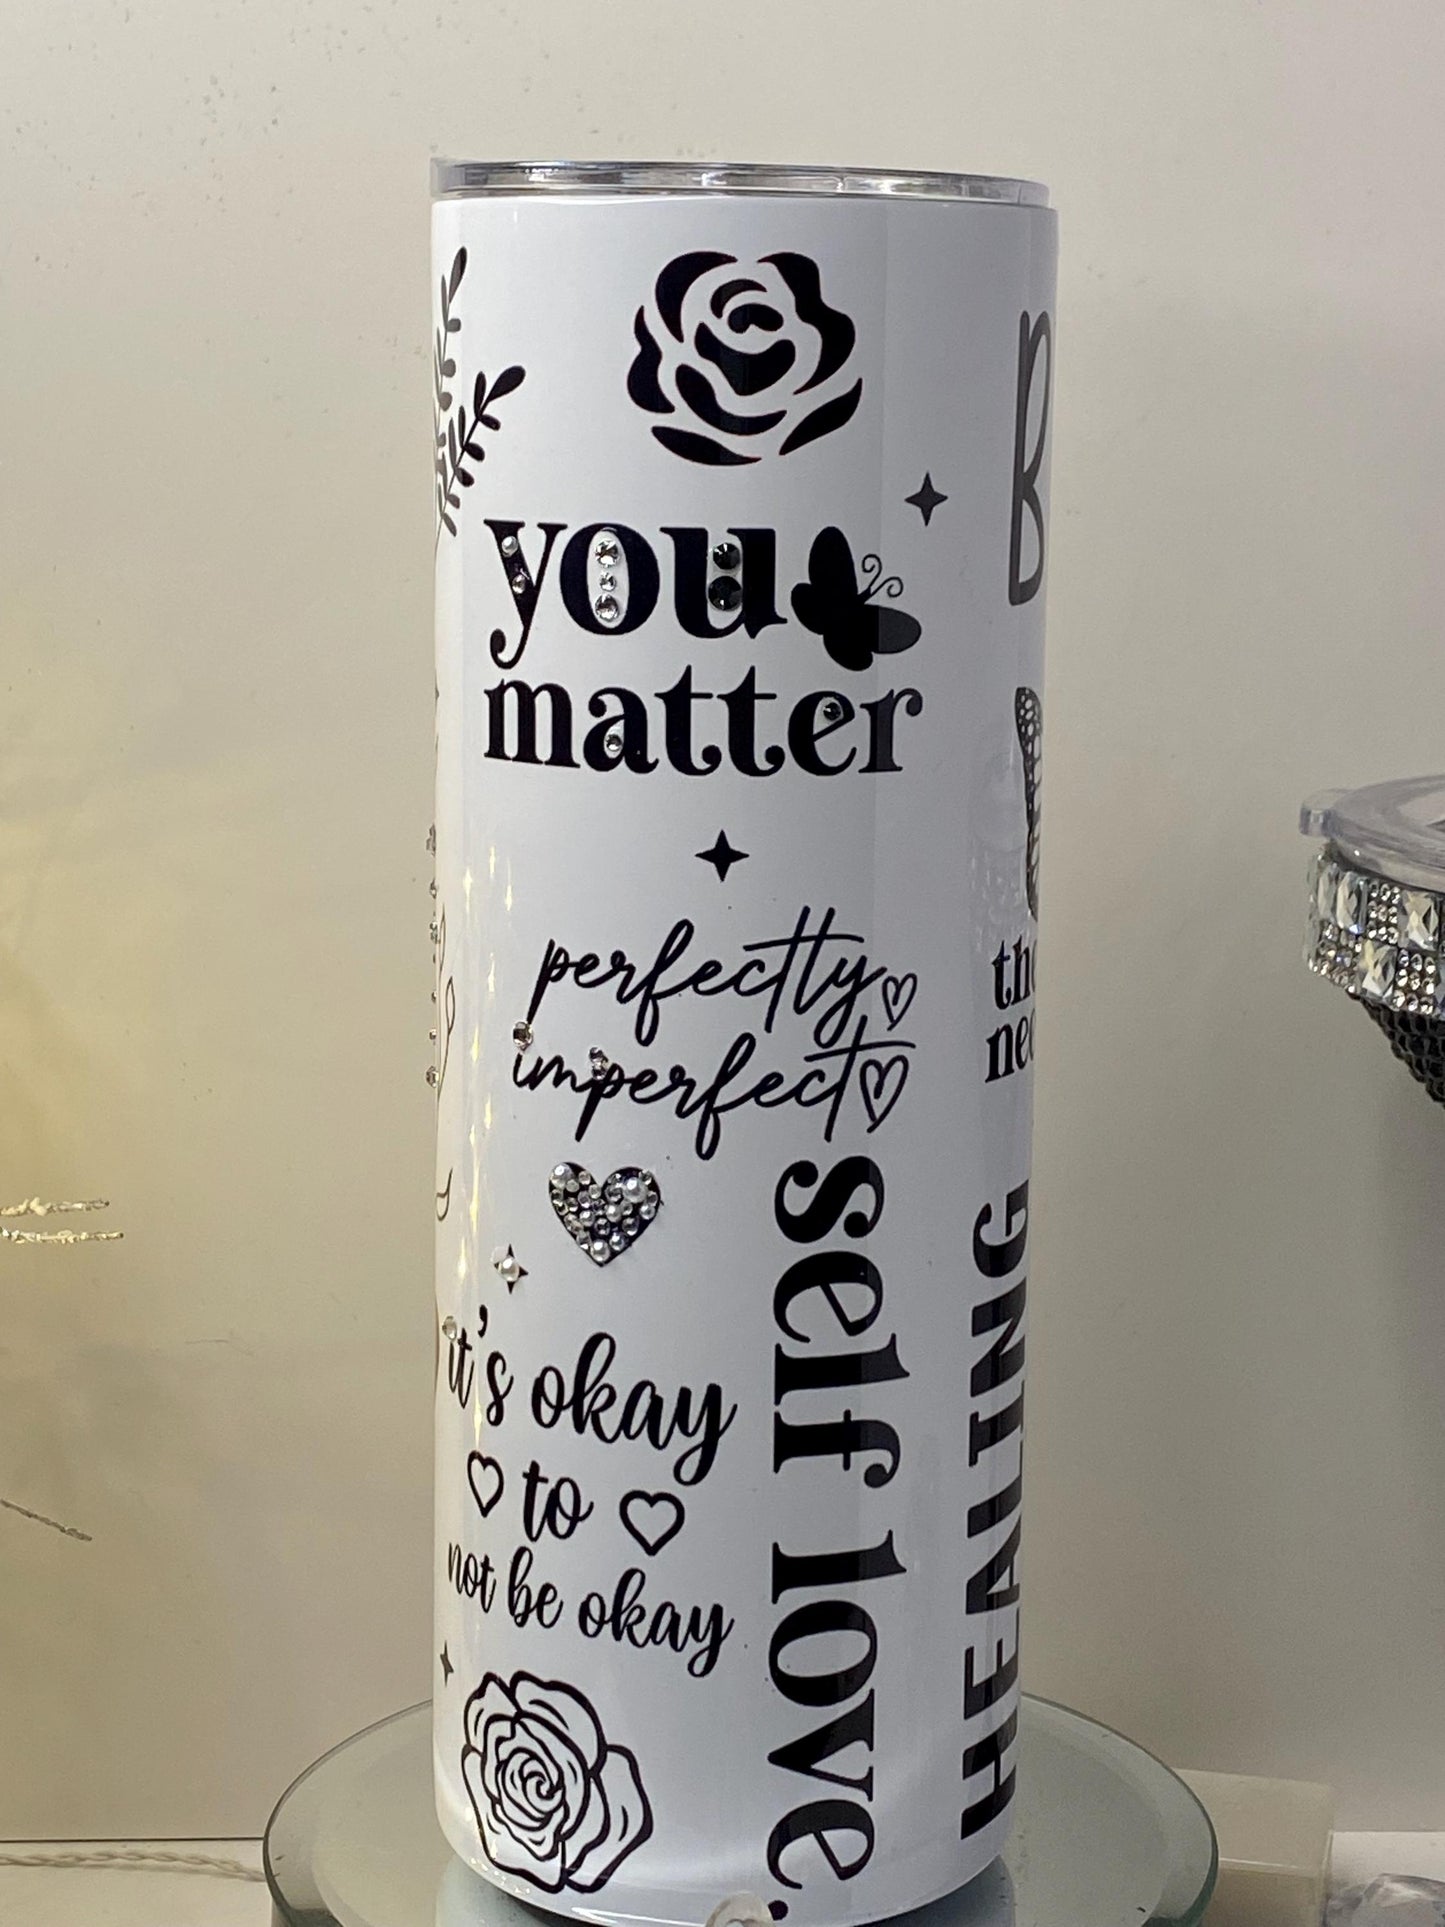 you
matter
perfectly
imperfect
it's okay
to
not be okay
self love.
HEALING